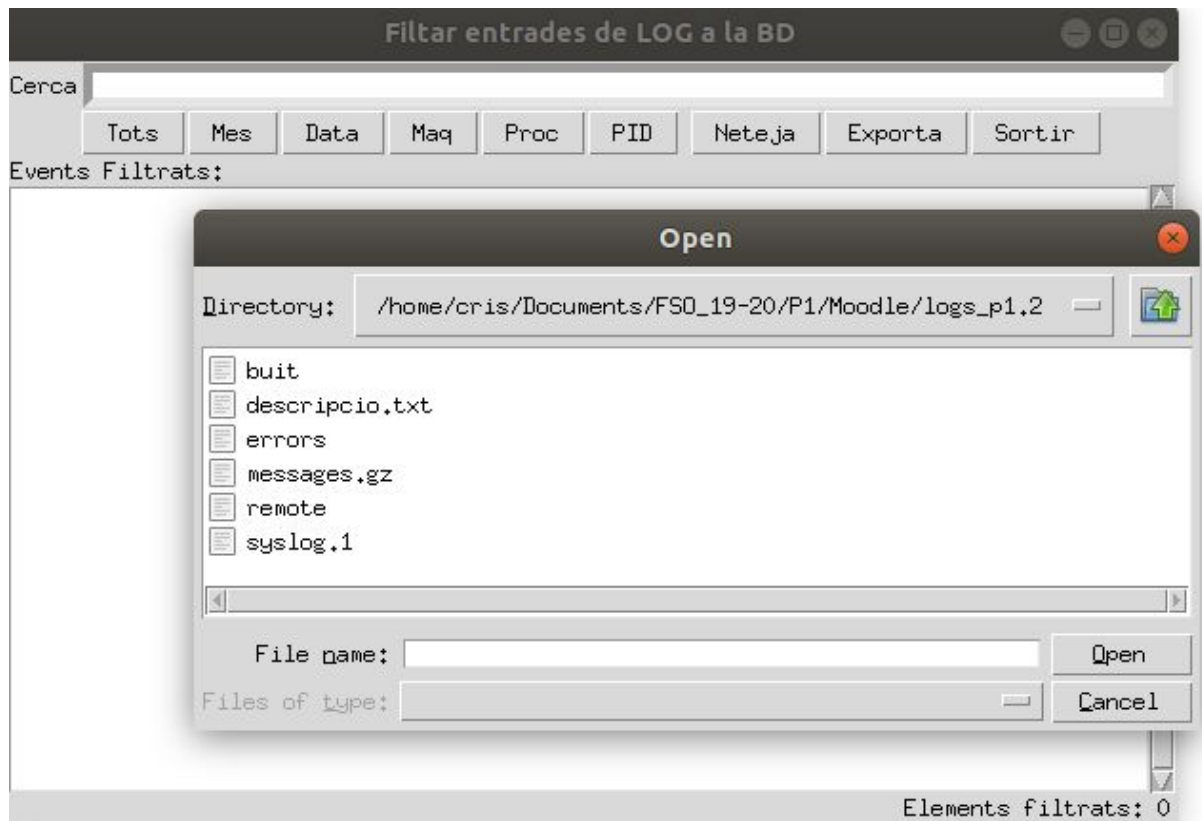 Filtar entrades de LOG a la BD
Cerca
Tots Mes Data Maq Proc PID Neteja Exporta Sortir
Events Filtrats:
Open
Directory: /home/cris/Documents/FSO_19-20/P1/Moodle/logs_p1.2
buit
descripcio.txt
errors
messages.gz
remote
syslog.1
File name: Open
Files of type: Cancel
Elements filtrats: 0